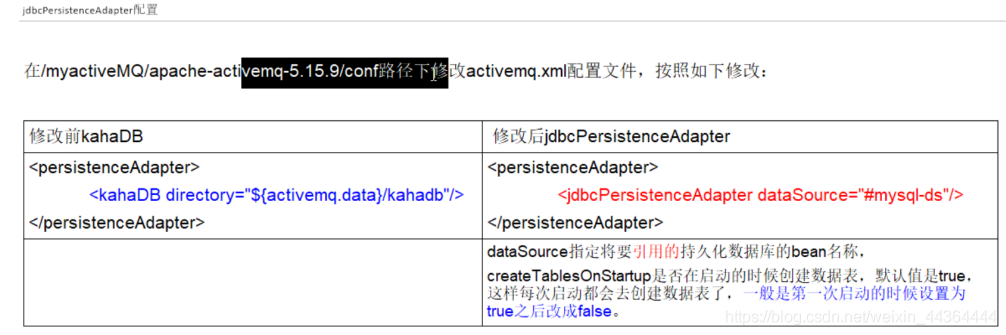 jdbcPersistenceAdapter配置
在/myactiveMQ/apache-activemq-5.15.9/conf路径下修改activemq.xml配置文件，按照如下修改：
修改前kahaDB
修改后jdbcPersistenceAdapter
<persistenceAdapter>
<kahaDB directory="${activemq.data}/kahadb"/>
</persistenceAdapter>
<persistenceAdapter>
<jdbcPersistenceAdapter dataSource="#mysql-ds"/>
</persistenceAdapter>
dataSource指定将要引用的持久化数据库的bean名称，
createTablesOnStartup是否在启动的时候创建数据表，默认值是true，
这样每次启动都会去创建数据表了，一般是第一次启动的时候设置为
true之后改成false。
https://blog.csdn.net/weixin_44364444